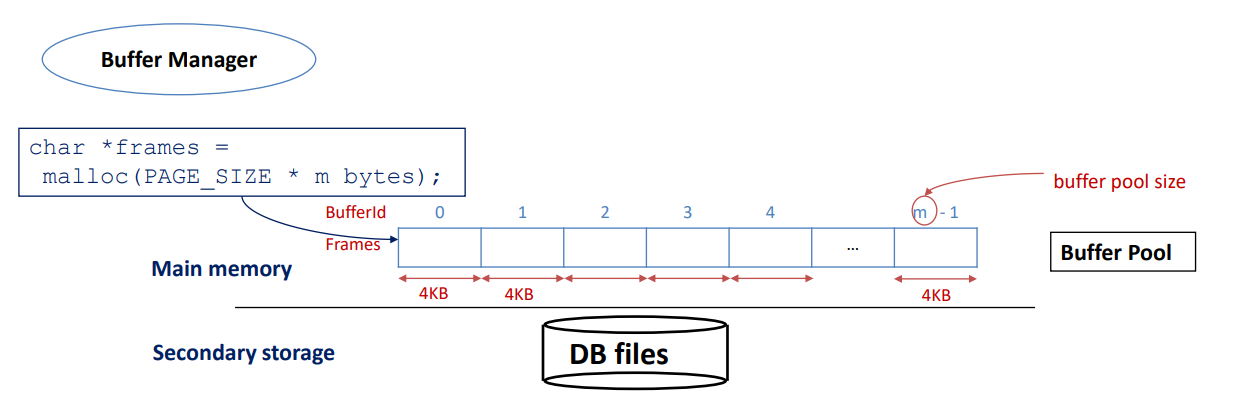 Buffer Manager
char *frames =
malloc(PAGE_SIZE * m bytes);
buffer pool size
BufferId 0 1 2 3 4 m - 1
Frames ...
Buffer Pool
Main memory
4KB 4KB 4KB
Secondary storage
DB files